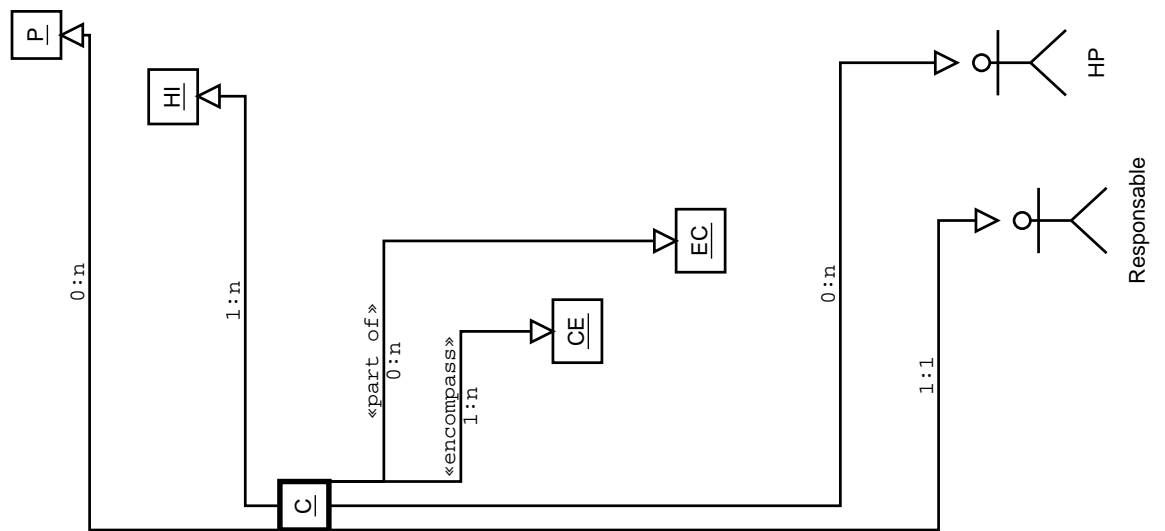 P
HI
HP
Responsable
0:n
1:n
0:n
«part of»
0:n
EC
«encompass»
1:n
CE
1:1
C